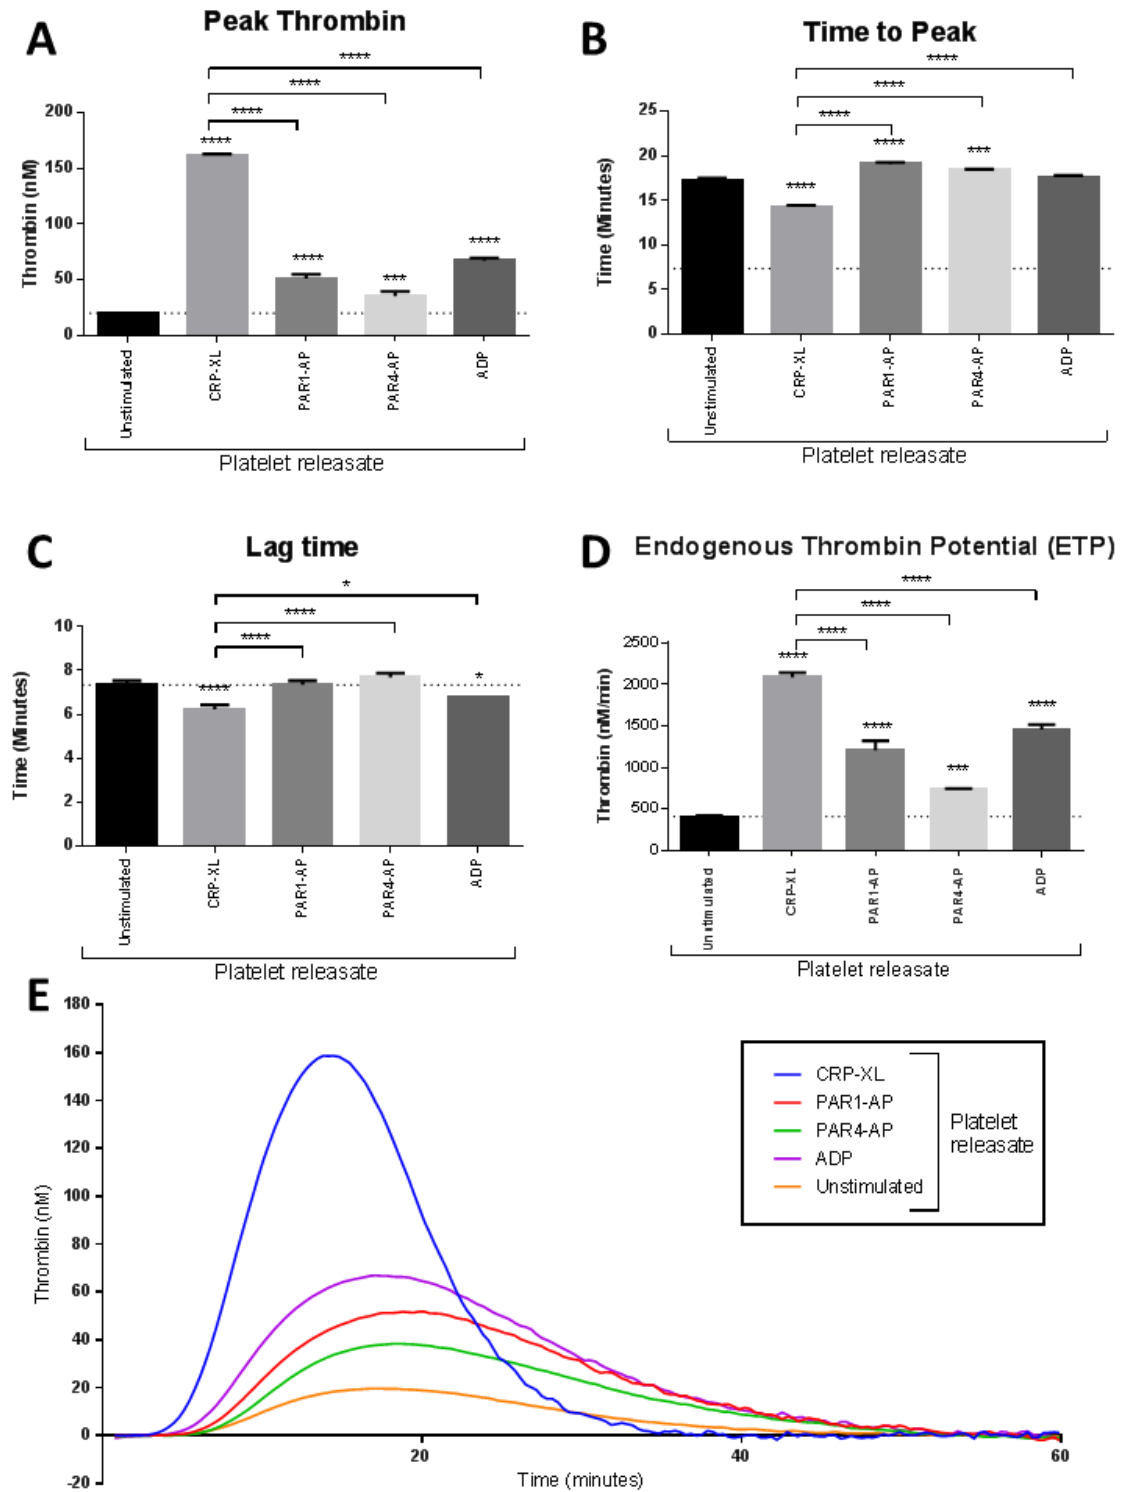 A
Peak Thrombin
****
****
****
****
****
***
****
Thrombin (nM)
200
150
100
50
0
Unstimulated
CRP-XL
PAR1-AP
PAR4-AP
ADP
Platelet releasate
B
Time to Peak
****
****
****
****
****
***
Time (Minutes)
25
20
15
10
5
0
Unstimulated
CRP-XL
PAR1-AP
PAR4-AP
ADP
Platelet releasate
C
Lag time
*
****
****
****
*
Time (Minutes)
10
8
6
4
2
0
Unstimulated
CRP-XL
PAR1-AP
PAR4-AP
ADP
Platelet releasate
D
Endogenous Thrombin Potential (ETP)
****
****
****
****
****
***
****
Thrombin (nM/min)
2500
2000
1500
1000
500
0
Unstimulated
CRP-XL
PAR1-AP
PAR4-AP
ADP
Platelet releasate
E
Thrombin (nM)
180
160
140
120
100
80
60
40
20
0
-20
20
40
60
Time (minutes)
CRP-XL
PAR1-AP
PAR4-AP
ADP
Unstimulated
Platelet
releasate